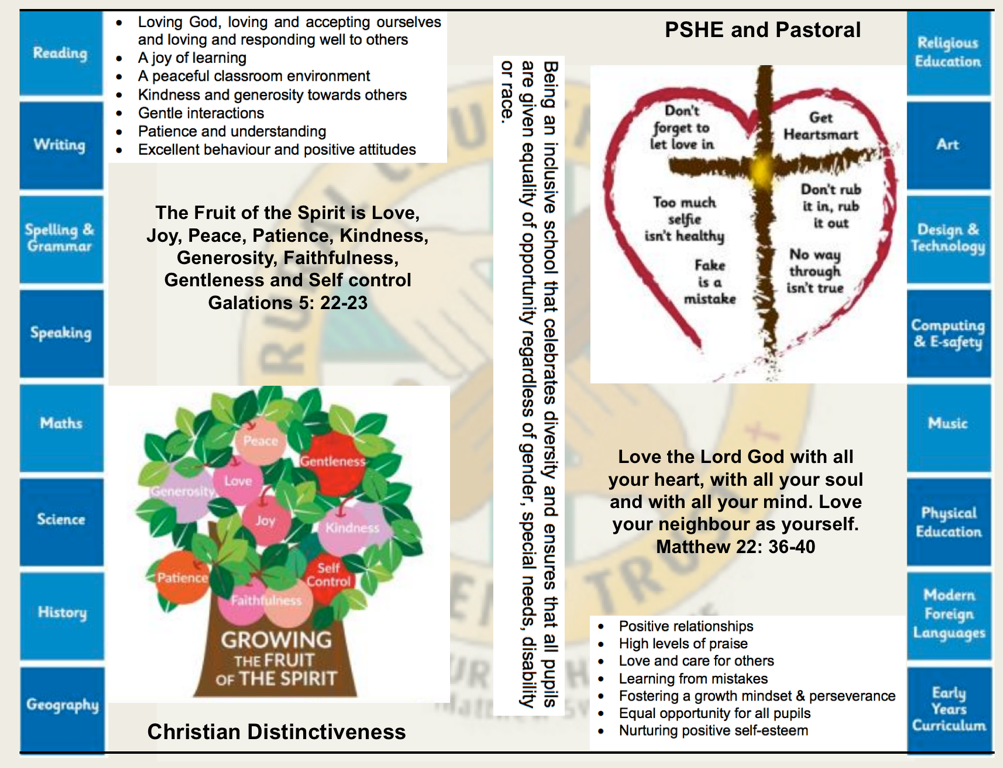 Reading
Writing
Spelling &
Grammar
Speaking
Maths
Science
History
Geography
• Loving God, loving and accepting ourselves
and loving and responding well to others
• A joy of learning
• A peaceful classroom environment
• Kindness and generosity towards others
• Gentle interactions
• Patience and understanding
• Excellent behaviour and positive attitudes
The Fruit of the Spirit is Love,
Joy, Peace, Patience, Kindness,
Generosity, Faithfulness,
Gentleness and Self control
Galations 5: 22-23
Peace
Gentleness
Love
Generosity
Joy
Kindness
Patience
Self
Control
Faithfulness
GROWING
THE FRUIT
OF THE SPIRIT
Christian Distinctiveness
Being an inclusive school that celebrates diversity and ensures that all pupils
are given equality of opportunity regardless of gender, special needs, disability
or race.
PSHE and Pastoral
Don't
forget to
let love in
Get
Heartsmart
Too much
selfie
isn't healthy
Don't rub
it in, rub
it out
Fake
is a
mistake
No way
through
isn't true
Love the Lord God with all
your heart, with all your soul
and with all your mind. Love
your neighbour as yourself.
Matthew 22: 36-40
• Positive relationships
• High levels of praise
• Love and care for others
• Learning from mistakes
• Fostering a growth mindset & perseverance
• Equal opportunity for all pupils
• Nurturing positive self-esteem
Religious
Education
Art
Design &
Technology
Computing
& E-safety
Music
Physical
Education
Modern
Foreign
Languages
Early
Years
Curriculum